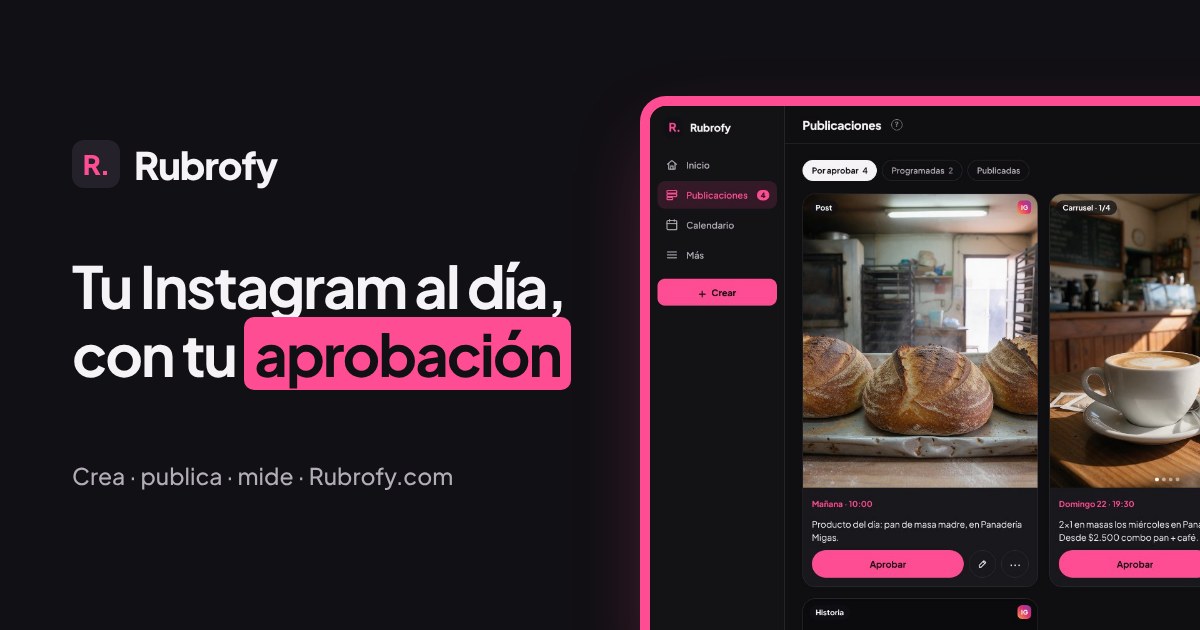 R. Rubrofy
Tu Instagram al día,
con tu aprobación
Crea · publica · mide · Rubrofy.com
R. Rubrofy
Inicio
Publicaciones 4
Calendario
Más
+ Crear
Publicaciones ?
Por aprobar 4 Programadas 2 Publicadas
Post IG
Mañana · 10:00
Producto del día: pan de masa madre, en Panadería
Migas.
Aprobar
Carrusel · 1/4
Domingo 22 · 19:30
2x1 en masas los miércoles en
Desde $2.500 combo pan + café.
Aprobar
Historia IG